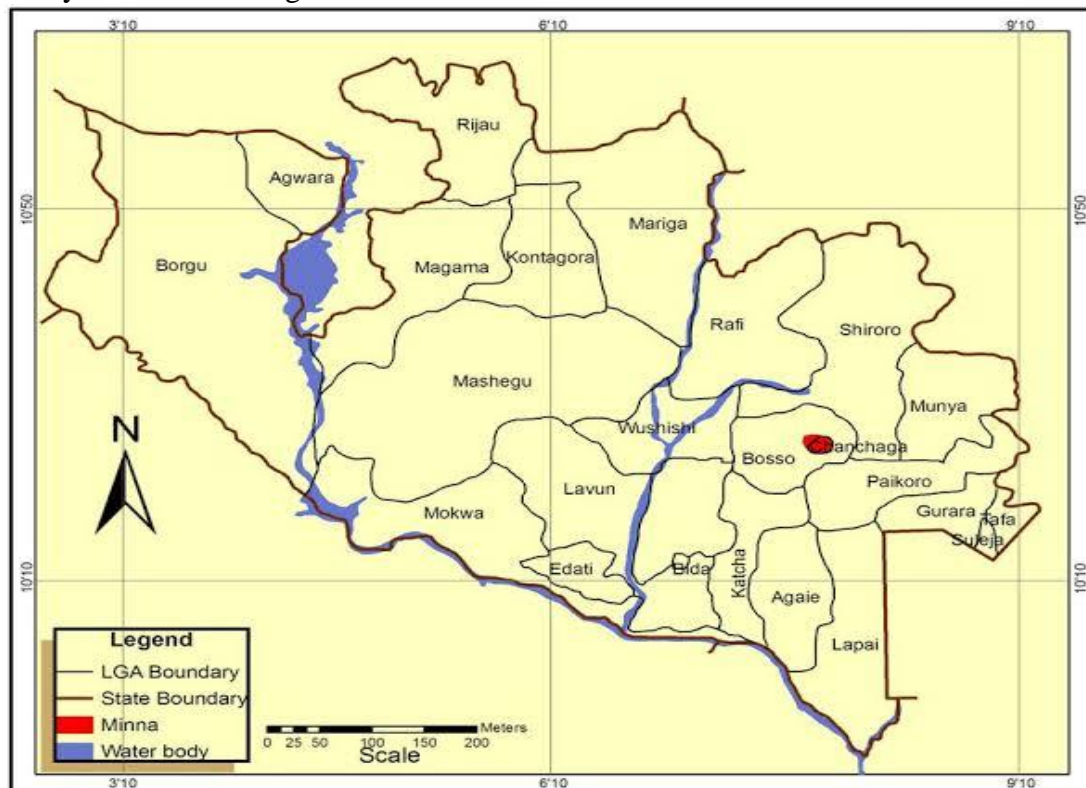 3'10 6'10 9'10
Rijau
Agwara
10'50 10'50
Mariga
Borgu Magama Kontagora
Rafi
Shiroro
Mashegu
Munya
N
Wushishi
Chanchaga
Bosso
Lavun
Paikoro
Mokwa
Gurara
Tafa
Suleja
Edati Bida
Katcha
10'10 10'10
Agaie
Lapai
Legend
LGA Boundary
State Boundary
Minna
Water body
Meters
0 25 50 100 150 200
Scale
3'10 6'10 9'10